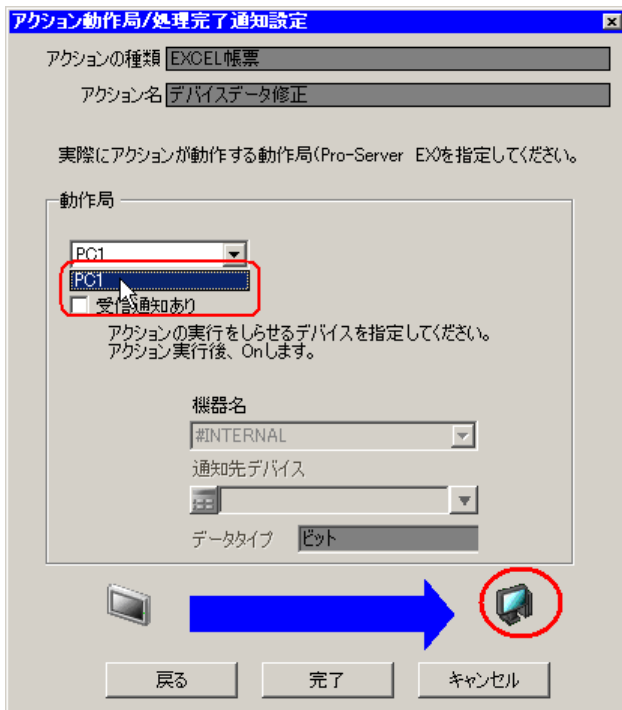 アクション動作局/処理完了通知設定
アクションの種類 EXCEL帳票
アクション名 デバイスデータ修正
実際にアクションが動作する動作局(Pro-Server EX)を指定してください。
動作局
PC1
PC1
受信通知あり
アクションの実行をしらせるデバイスを指定してください。
アクション実行後、Onします。
機器名
#INTERNAL
通知先デバイス
データタイプ ビット
戻る 完了 キャンセル